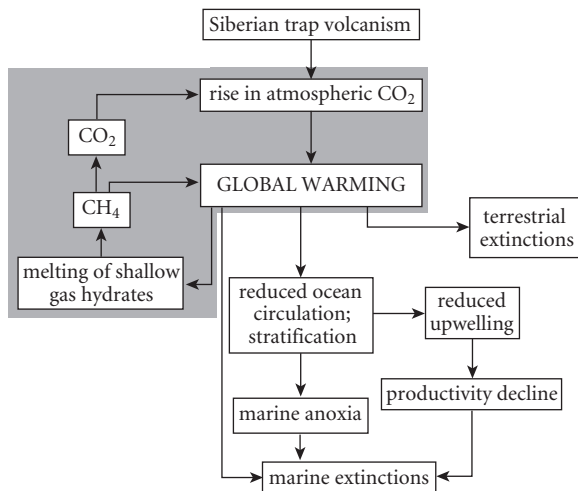 Siberian trap volcanism
rise in atmospheric CO₂
CO₂
GLOBAL WARMING
CH₄
terrestrial
extinctions
melting of shallow
gas hydrates
reduced ocean
circulation;
stratification
reduced
upwelling
productivity decline
marine anoxia
marine extinctions